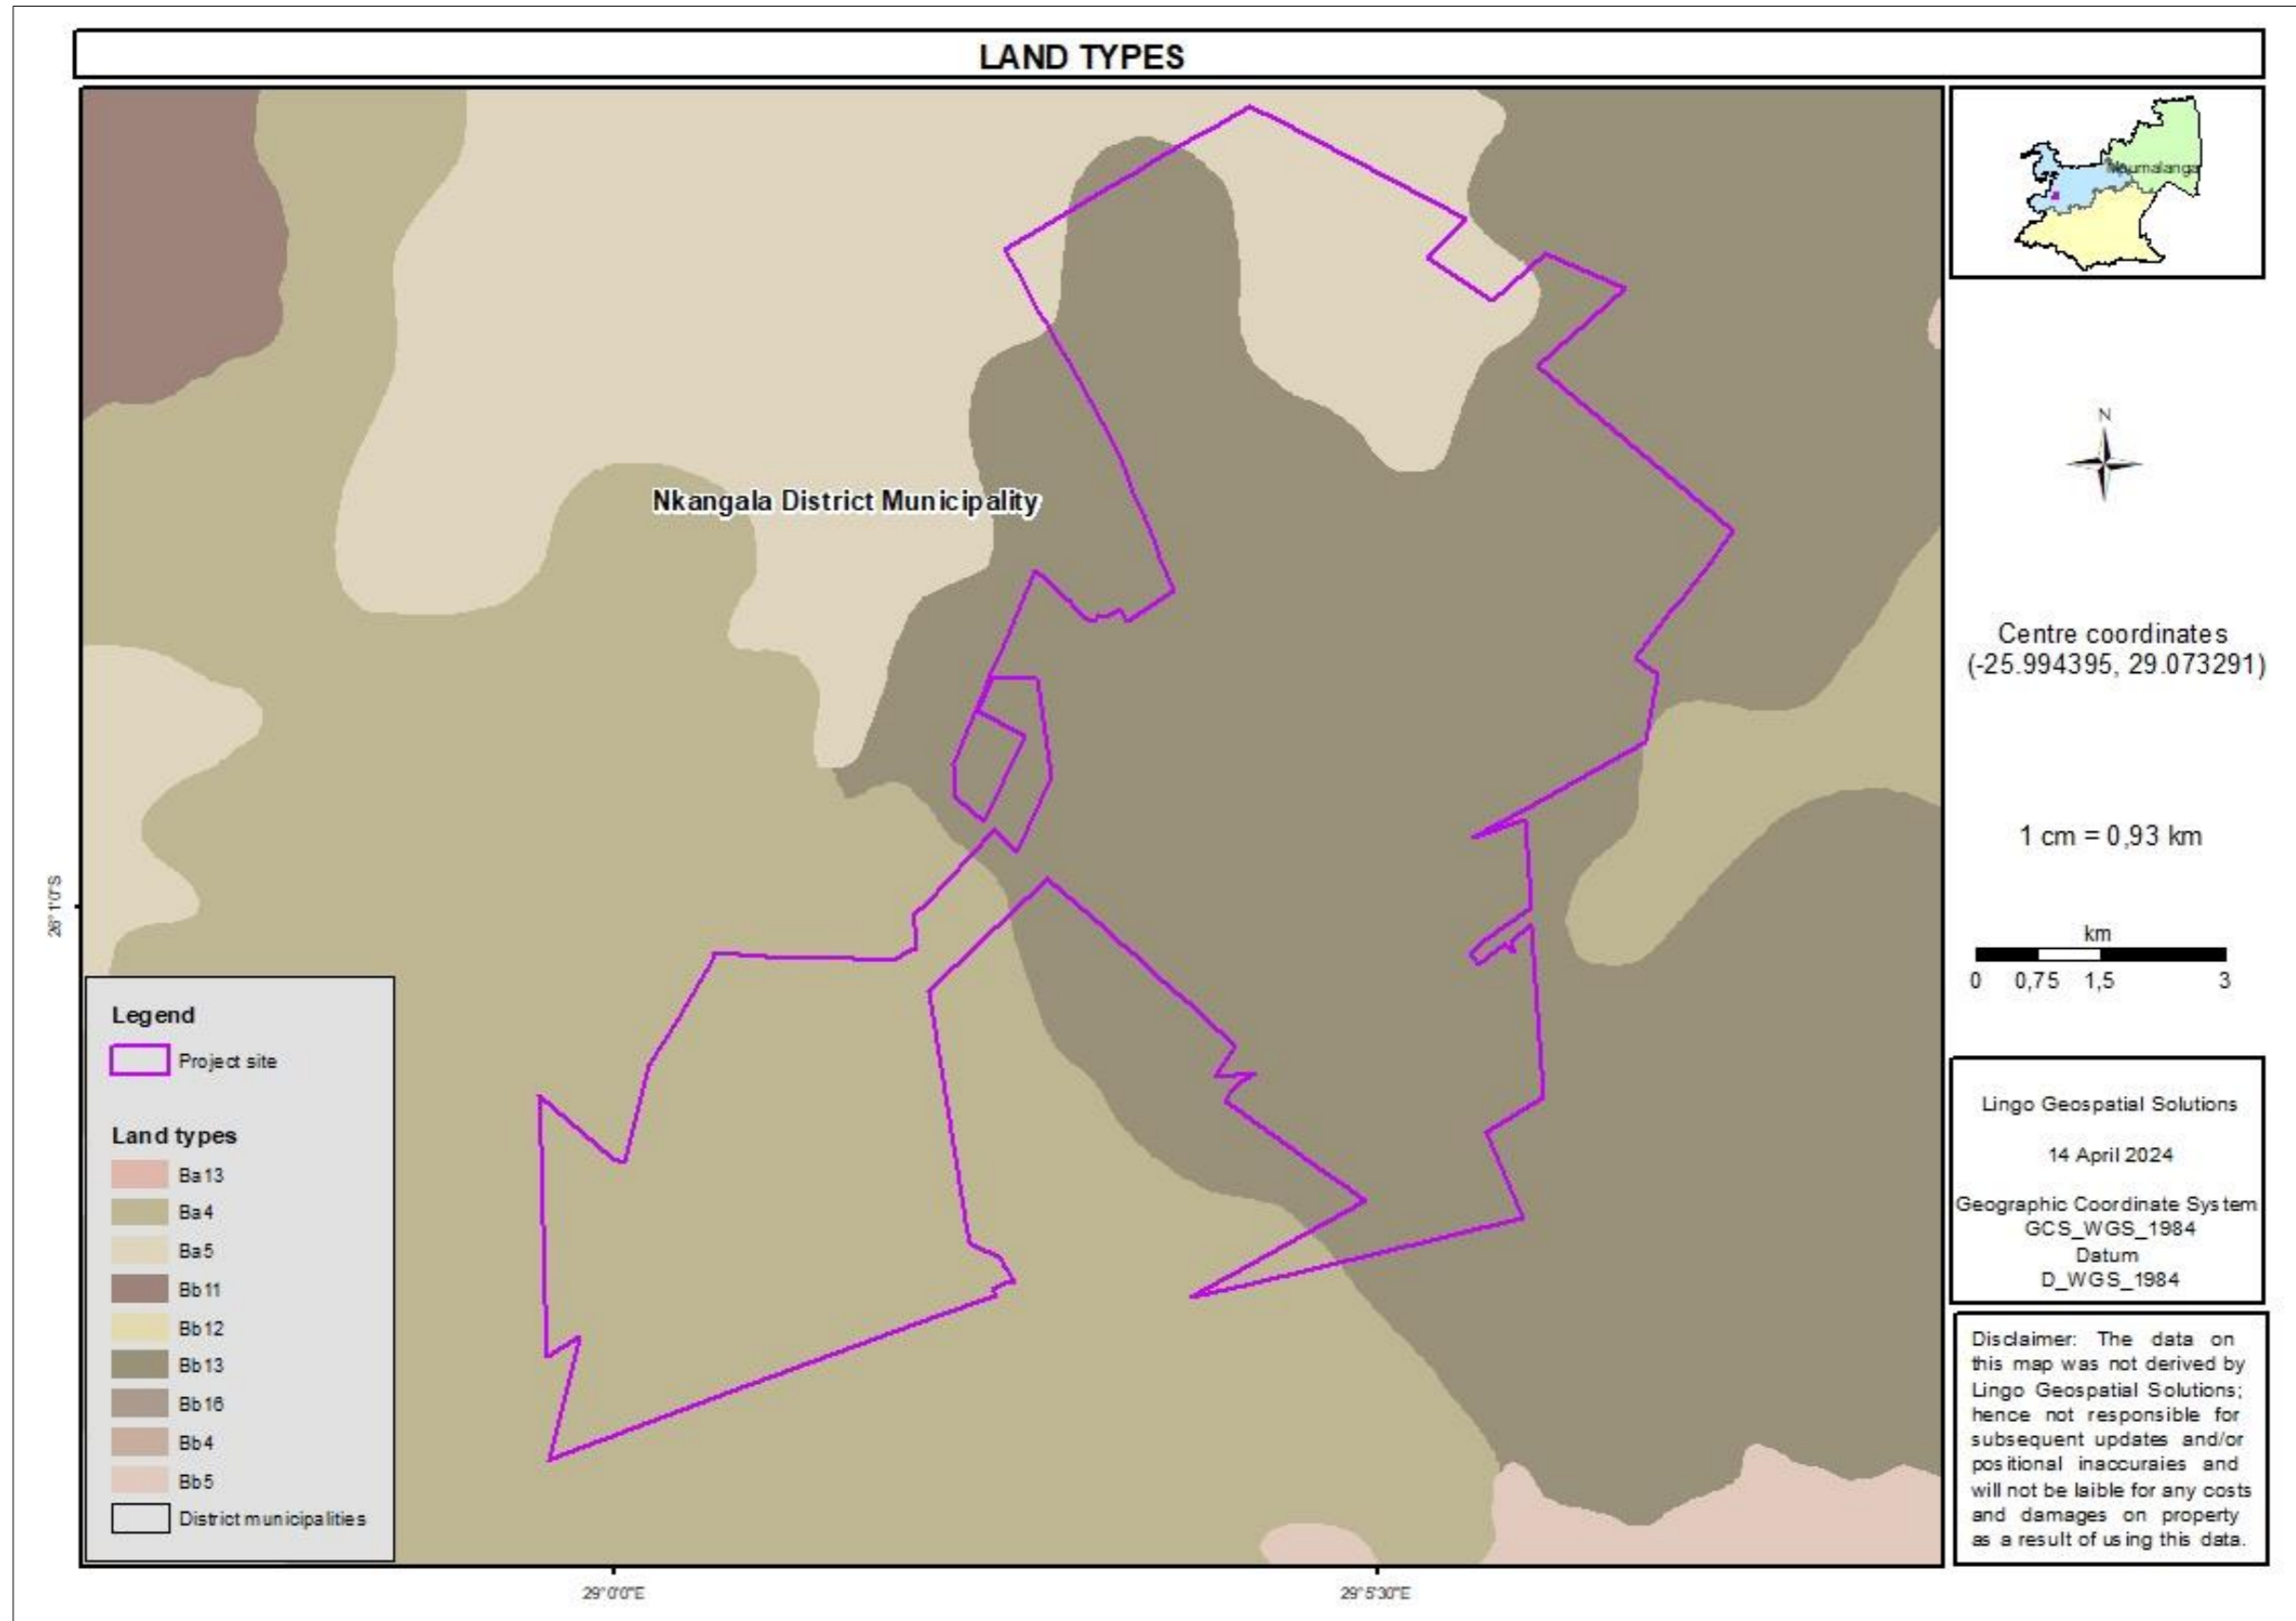 LAND TYPES
Nkangala District Municipality
Mpumalanga
N
Centre coordinates
(-25.994395, 29.073291)
1 cm = 0,93 km
km
0 0,75 1,5 3
26°1'0"S
29°0'0"E
29°5'30"E
Legend
Project site
Land types
Ba13
Ba4
Ba5
Bb11
Bb12
Bb13
Bb16
Bb4
Bb5
District municipalities
Lingo Geospatial Solutions
14 April 2024
Geographic Coordinate System
GCS_WGS_1984
Datum
D_WGS_1984
Disclaimer: The data on
this map was not derived by
Lingo Geospatial Solutions;
hence not responsible for
subsequent updates and/or
positional inaccuraies and
will not be laible for any costs
and damages on property
as a result of using this data.